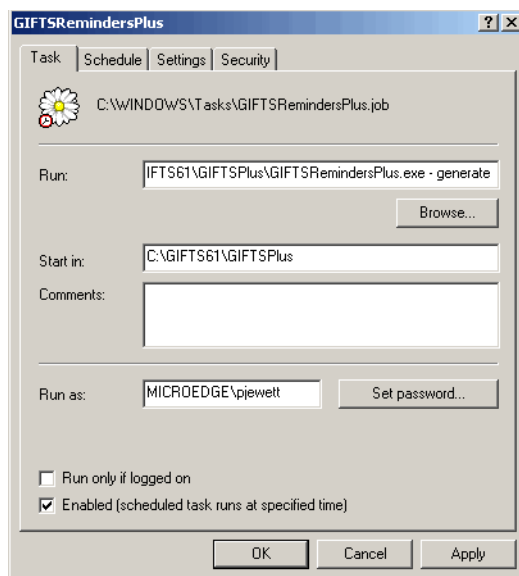 GIFTSRemindersPlus
Task Schedule Settings Security
C:\WINDOWS\Tasks\GIFTSRemindersPlus.job
Run: IFTS61\GIFTSPlus\GIFTSRemindersPlus.exe - generate
Browse...
Start in: C:\GIFTS61\GIFTSPlus
Comments:
Run as: MICROEDGE\pjewett Set password...
Run only if logged on
Enabled (scheduled task runs at specified time)
OK Cancel Apply